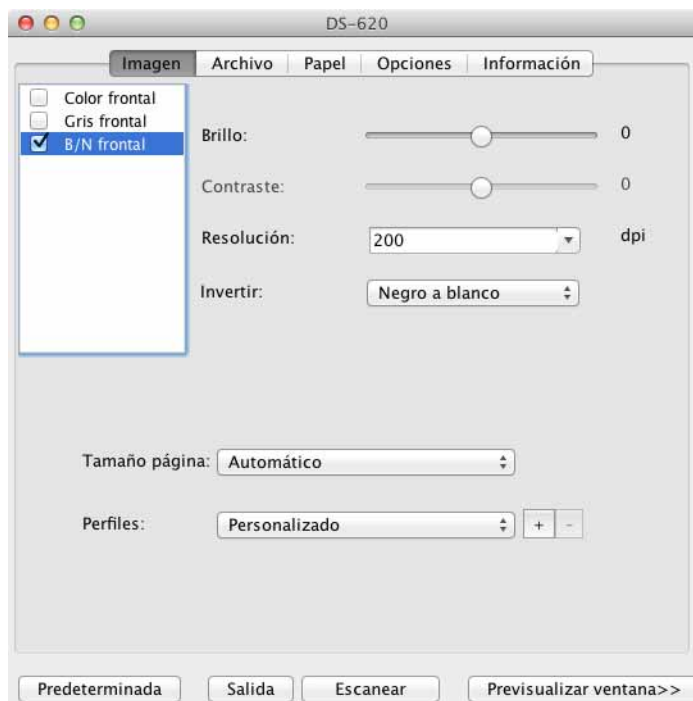 DS-620
Imagen Archivo Papel Opciones Información
Color frontal
Gris frontal
B/N frontal
Brillo: 0
Contraste: 0
Resolución: 200 dpi
Invertir: Negro a blanco
Tamaño página: Automático
Perfiles: Personalizado + -
Predeterminada Salida Escanear Previsualizar ventana>>